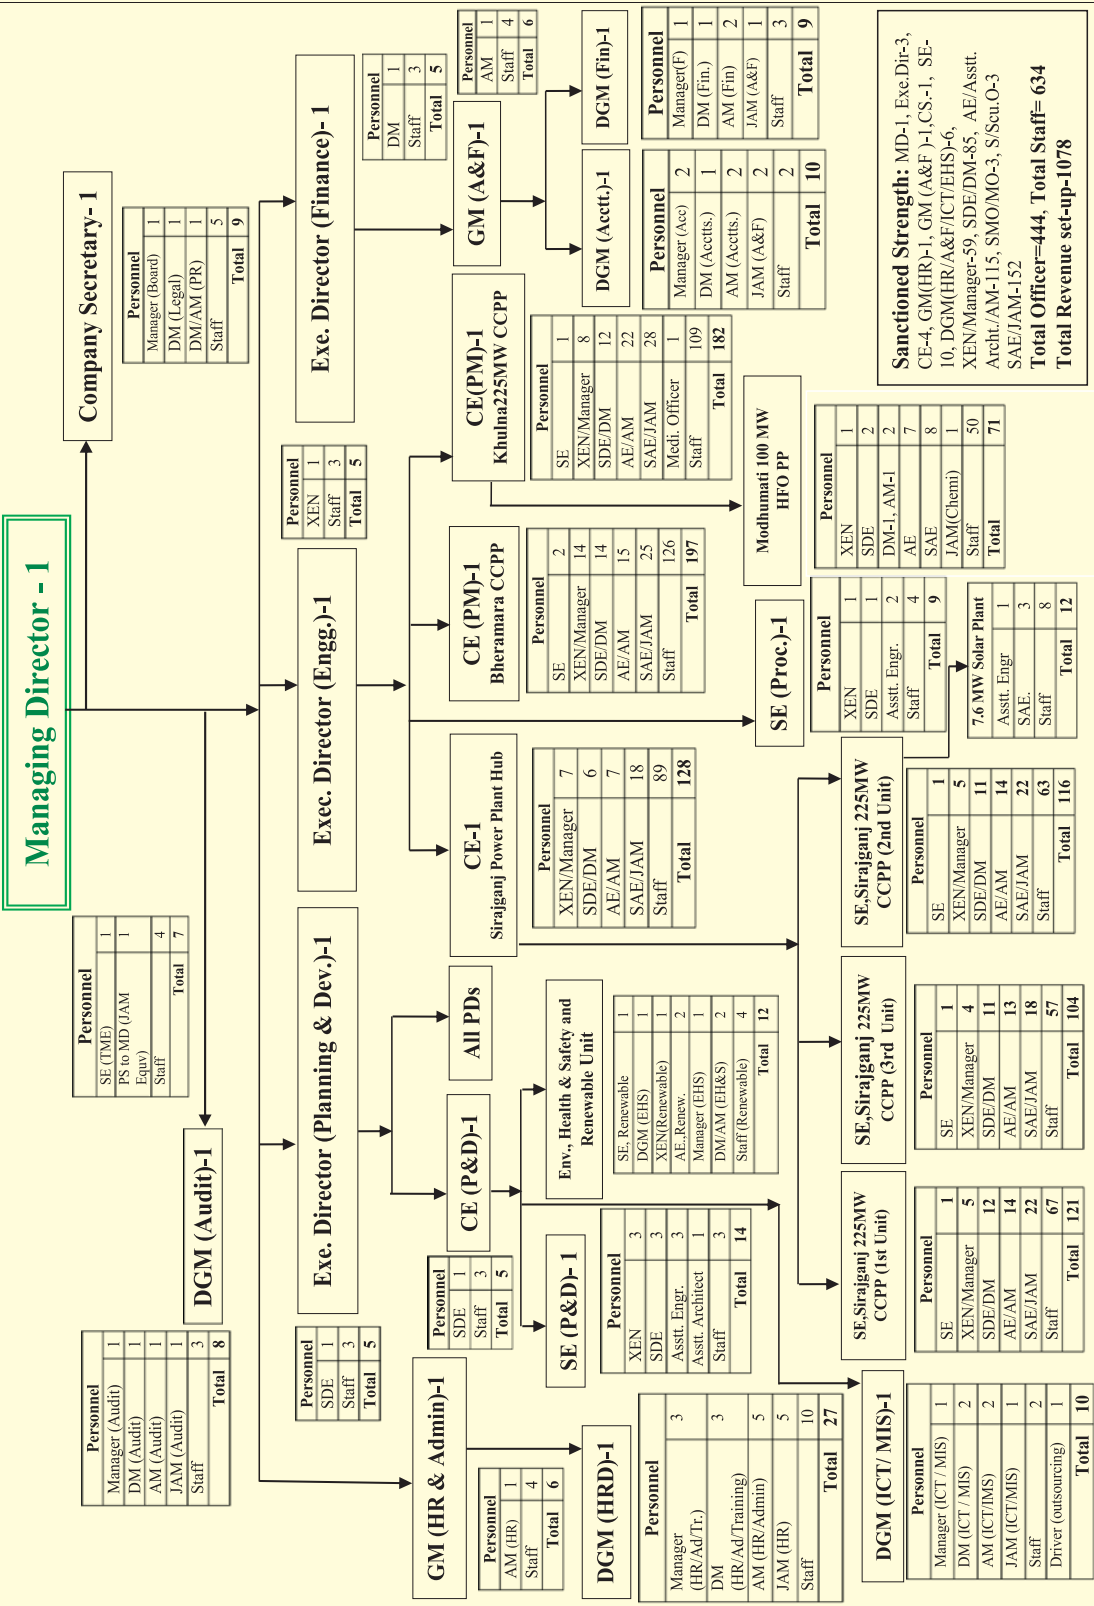 Managing Director - 1
Company Secretary- 1
Personnel
Manager (Board) 1
DM (Legal) 1
DM/AM (PR) 1
Staff 5
Total 9
Personnel
SE (TME) 1
PS to MD (JAM 1
Equv)
Staff 4
Total 7
DGM (Audit)-1
Personnel
Manager (Audit) 1
DM (Audit) 1
AM (Audit) 1
JAM (Audit) 1
Staff 3
Total 8
Exe. Director (Planning & Dev.)-1
Personnel
SDE 1
Staff 3
Total 5
Exec. Director (Engg.)-1
Personnel
XEN 1
Staff 3
Total 5
Exe. Director (Finance)- 1
Personnel
DM 1
Staff 3
Total 5
GM (HR & Admin)-1
Personnel
AM (HR) 1
Staff 4
Total 6
CE (P&D)-1
Personnel
SDE 1
Staff 3
Total 5
All PDs
CE-1
Sirajganj Power Plant Hub
Personnel
XEN/Manager 7
SDE/DM 6
AE/AM 7
SAE/JAM 18
Staff 89
Total 128
CE (PM)-1
Bheramara CCPP
Personnel
SE 2
XEN/Manager 14
SDE/DM 14
AE/AM 15
SAE/JAM 25
Staff 126
Total 197
CE(PM)-1
Khulna225MW CCPP
Personnel
SE 1
XEN/Manager 8
SDE/DM 12
AE/AM 22
SAE/JAM 28
Medi. Officer 1
Staff 109
Total 182
GM (A&F)-1
Personnel
AM 1
Staff 4
Total 6
DGM (HRD)-1
Personnel
Manager 3
(HR/Ad/Tr.)
DM 3
(HR/Ad/Training)
AM (HR/Admin) 5
JAM (HR) 5
Staff 10
Total 27
SE (P&D)- 1
Personnel
XEN 3
SDE 3
Asstt. Engr. 3
Asstt. Architect 1
Staff 3
Total 14
Env., Health & Safety and
Renewable Unit
SE, Renewable 1
DGM (EHS) 1
XEN(Renewable) 1
AE.,Renew. 2
Manager (EHS) 1
DM/AM (EH&S) 2
Staff (Renewable) 4
Total 12
DGM (Acctt.)-1
Personnel
Manager (Acc) 2
DM (Acctts.) 1
AM (Acctts.) 2
JAM (A&F) 2
Staff 2
Total 10
DGM (Fin)-1
Personnel
Manager(F) 1
DM (Fin.) 1
AM (Fin) 2
JAM (A&F) 1
Staff 3
Total 9
SE (Proc.)-1
Personnel
XEN 1
SDE 1
Asstt. Engr. 2
Staff 4
Total 9
Modhumati 100 MW
HFO PP
Personnel
XEN 1
SDE 2
DM-1, AM-1 2
AE 7
SAE 8
JAM(Chemi) 1
Staff 50
Total 71
DGM (ICT/ MIS)-1
Personnel
Manager (ICT / MIS) 1
DM (ICT / MIS) 2
AM (ICT/IMS) 2
JAM (ICT/MIS) 1
Staff 2
Driver (outsourcing) 1
Total 10
SE,Sirajganj 225MW
CCPP (1st Unit)
Personnel
SE 1
XEN/Manager 5
SDE/DM 12
AE/AM 14
SAE/JAM 22
Staff 67
Total 121
SE,Sirajganj 225MW
CCPP (3rd Unit)
Personnel
SE 1
XEN/Manager 4
SDE/DM 11
AE/AM 13
SAE/JAM 18
Staff 57
Total 104
SE,Sirajganj 225MW
CCPP (2nd Unit)
Personnel
SE 1
XEN/Manager 5
SDE/DM 11
AE/AM 14
SAE/JAM 22
Staff 63
Total 116
7.6 MW Solar Plant
Asstt. Engr 1
SAE. 3
Staff 8
Total 12
Sanctioned Strength: MD-1, Exe.Dir-3,
CE-4, GM(HR)-1, GM (A&F )-1,CS.-1, SE-
10, DGM(HR/A&F/ICT/EHS)-6,
XEN/Manager-59, SDE/DM-85, AE/Asstt.
Archt./AM-115, SMO/MO-3, S/Scu.O-3
SAE/JAM-152
Total Officer=444, Total Staff= 634
Total Revenue set-up-1078